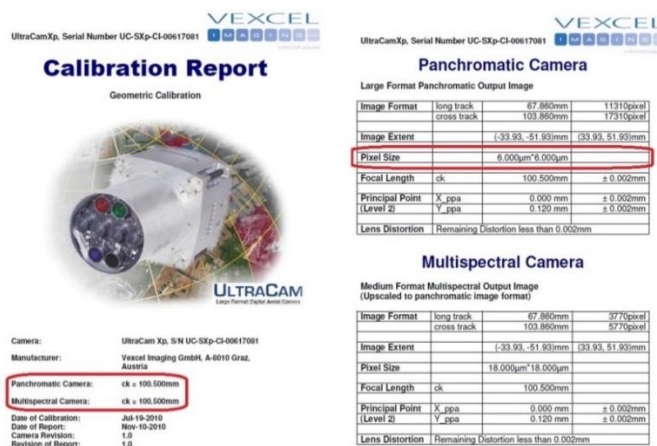 VEXCEL
UltraCamXp, Serial Number UC-SXp-CI-00617081 IMAGING
Calibration Report
Geometric Calibration
ULTRACAM
Large Format Digital Aerial Camera
Camera: UltraCam Xp, S/N UC-SXp-CI-00617081
Manufacturer: Vexcel Imaging GmbH, A-8010 Graz,
Austria
Panchromatic Camera: ck = 100.500mm
Multispectral Camera: ck = 100.500mm
Date of Calibration: Jul-19-2010
Date of Report: Nov-10-2010
Camera Revision: 1.0
Revision of Report: 1.0
VEXCEL
UltraCamXp, Serial Number UC-SXp-CI-00617081 IMAGING
Panchromatic Camera
Large Format Panchromatic Output Image
Image Format long track 67.860mm 11310pixel
cross track 103.860mm 17310pixel
Image Extent (-33.93, -51.93)mm (33.93, 51.93)mm
Pixel Size 6.000µm*6.000µm
Focal Length ck 100.500mm ± 0.002mm
Principal Point X_ppa 0.000 mm ± 0.002mm
(Level 2) Y_ppa 0.120 mm ± 0.002mm
Lens Distortion Remaining Distortion less than 0.002mm
Multispectral Camera
Medium Format Multispectral Output Image
(Upscaled to panchromatic image format)
Image Format long track 67.860mm 3770pixel
cross track 103.860mm 5770pixel
Image Extent (-33.93, -51.93)mm (33.93, 51.93)mm
Pixel Size 18.000µm*18.000µm
Focal Length ck 100.500mm
Principal Point X_ppa 0.000 mm ± 0.002mm
(Level 2) Y_ppa 0.120 mm ± 0.002mm
Lens Distortion Remaining Distortion less than 0.002mm